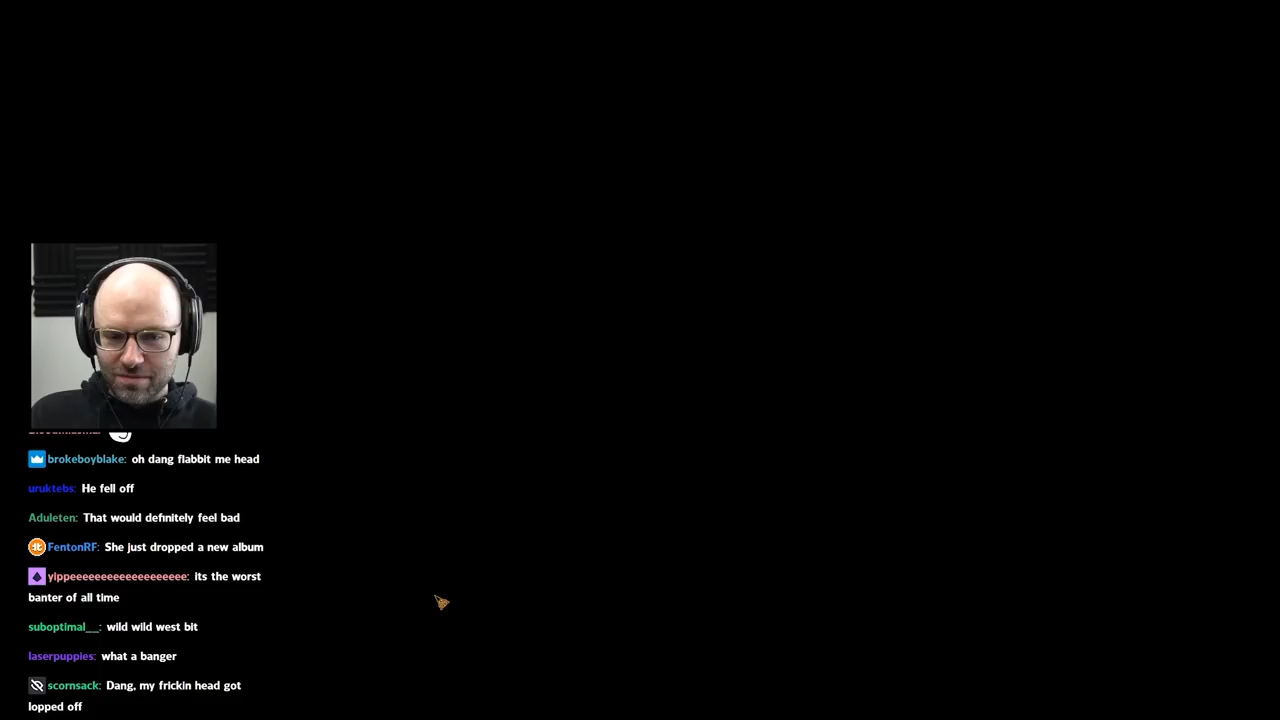 brokeboyblake: oh dang flabbit me head
uruktebs: He fell off
Aduleten: That would definitely feel bad
FentonRF: She just dropped a new album
yippeeeeeeeeeeeeeeeeeee: its the worst
banter of all time
suboptimal__: wild wild west bit
laserpuppies: what a banger
scornsack: Dang, my frickin head got
lopped off